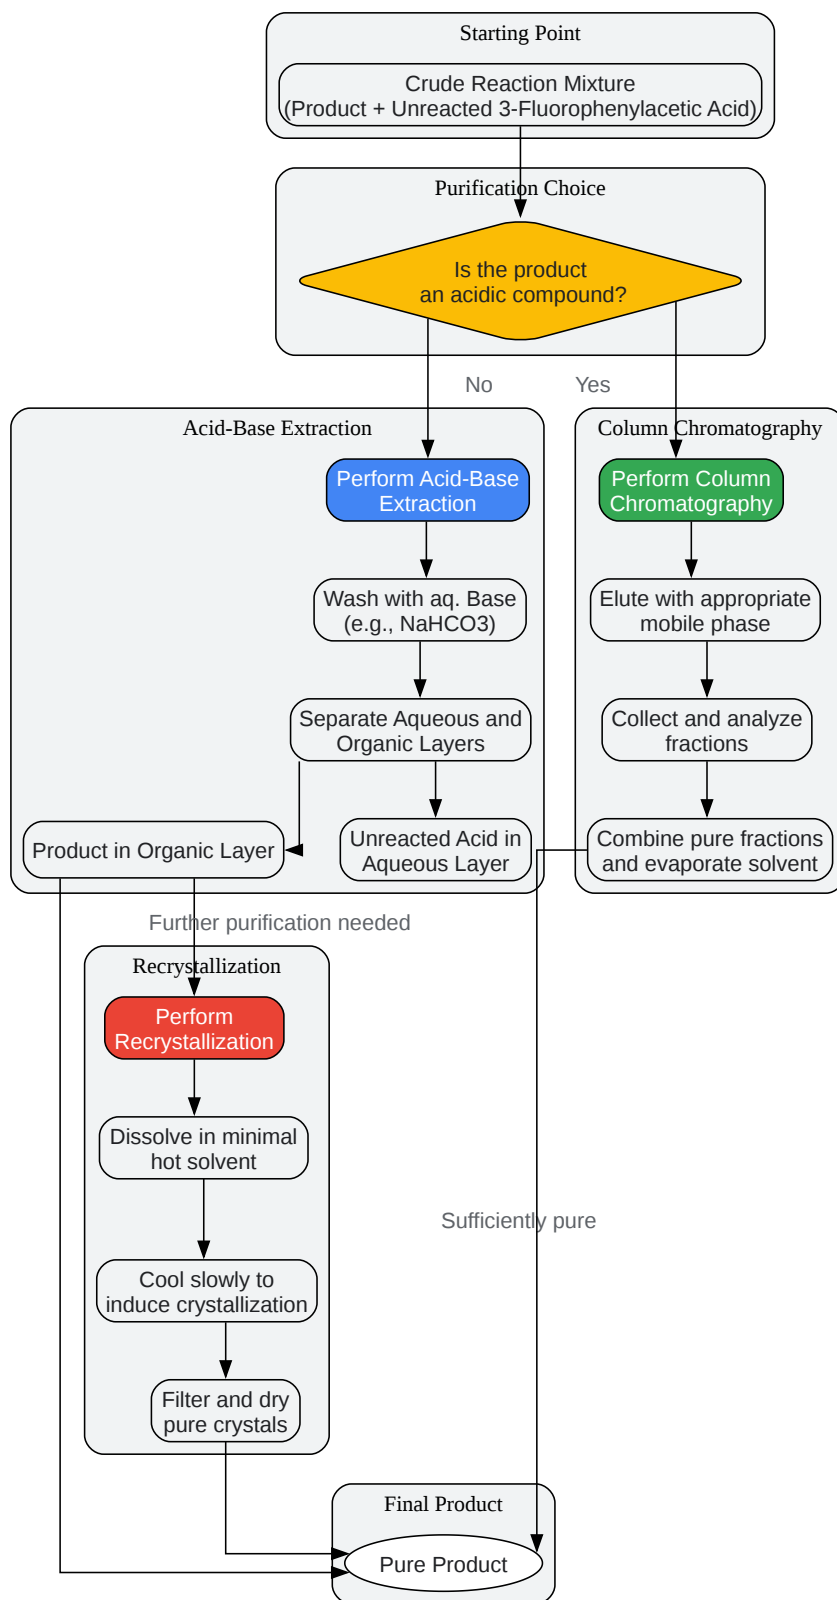 Starting Point
Crude Reaction Mixture
(Product + Unreacted 3-Fluorophenylacetic Acid)
Purification Choice
Is the product
an acidic compound?
No
Yes
Acid-Base Extraction
Perform Acid-Base
Extraction
Wash with aq. Base
(e.g., NaHCO3)
Separate Aqueous and
Organic Layers
Product in Organic Layer
Unreacted Acid in
Aqueous Layer
Column Chromatography
Perform Column
Chromatography
Elute with appropriate
mobile phase
Collect and analyze
fractions
Combine pure fractions
and evaporate solvent
Further purification needed
Recrystallization
Perform
Recrystallization
Dissolve in minimal
hot solvent
Cool slowly to
induce crystallization
Filter and dry
pure crystals
Sufficiently pure
Final Product
Pure Product